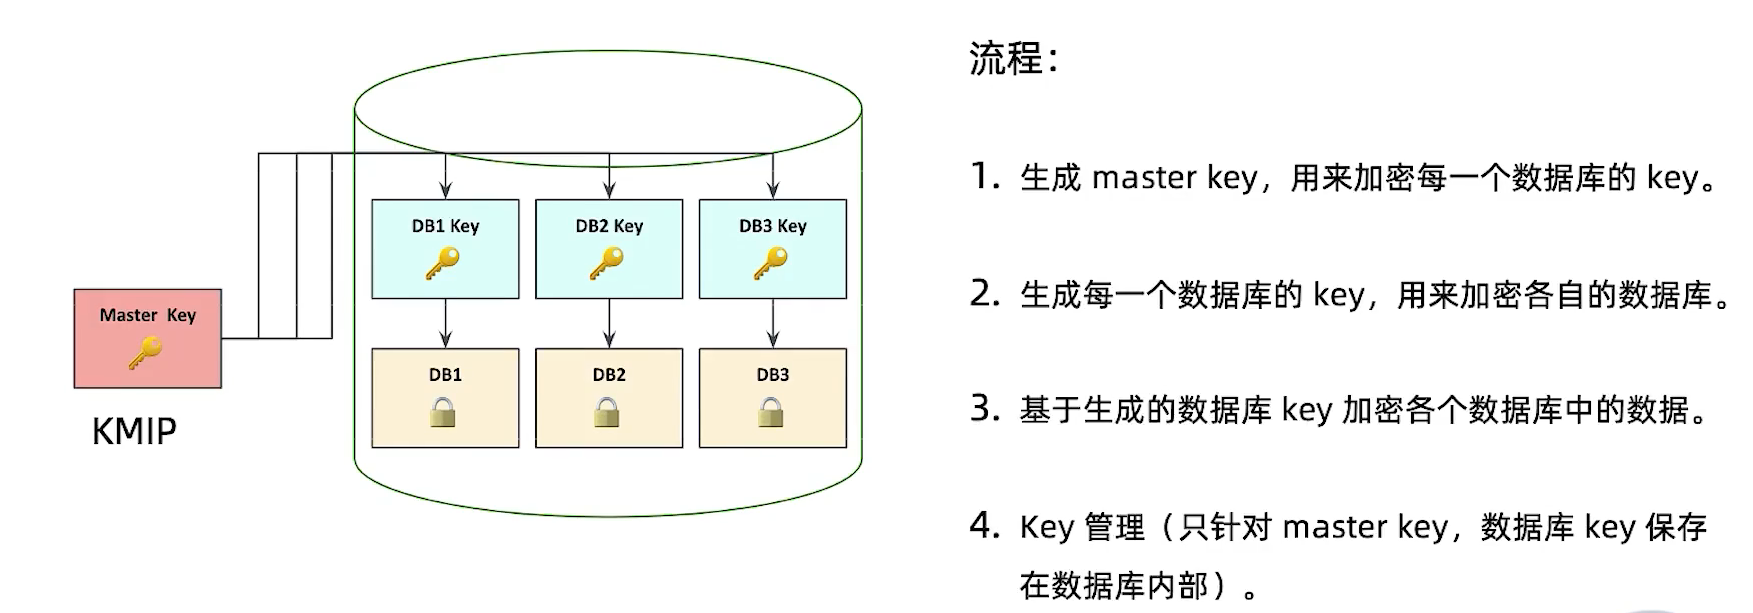 流程：
1. 生成 master key，用来加密每一个数据库的 key。
2. 生成每一个数据库的 key，用来加密各自的数据库。
3. 基于生成的数据库 key 加密各个数据库中的数据。
4. Key 管理（只针对 master key，数据库 key 保存
在数据库内部）。
DB1 Key
DB2 Key
DB3 Key
Master Key
KMIP
DB1
DB2
DB3